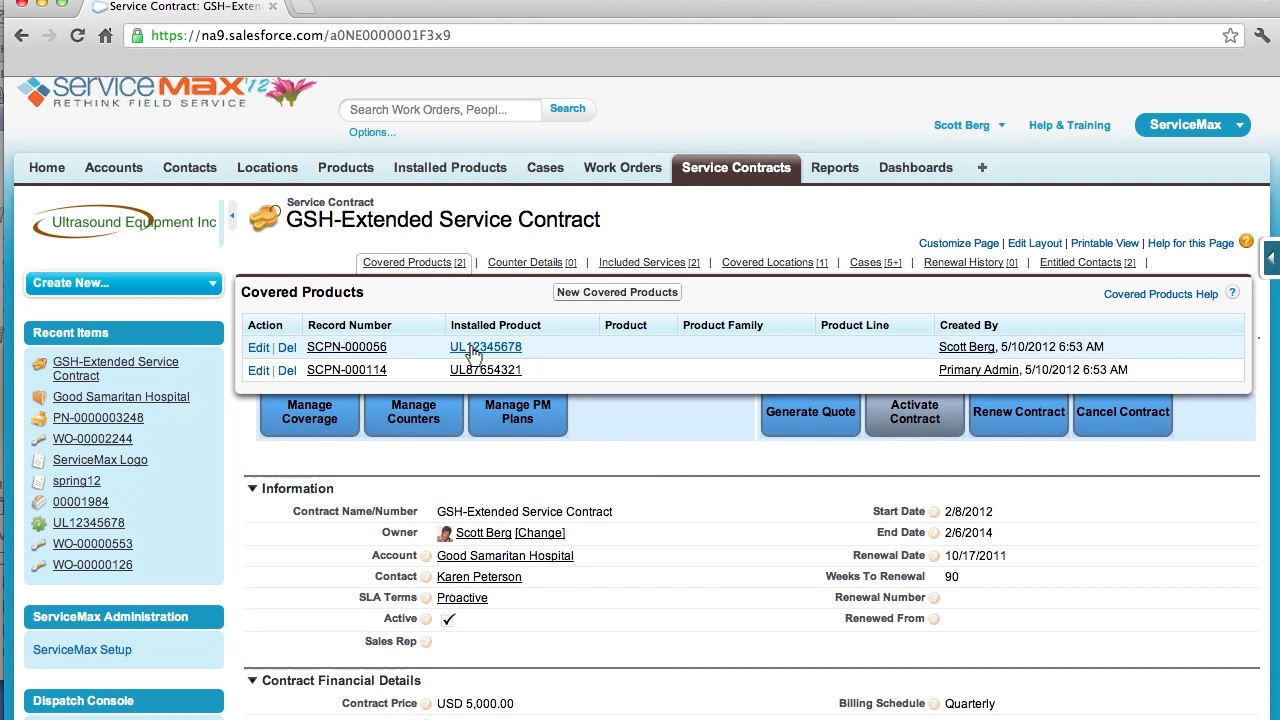 Service Contract: GSH-Exten
https://na9.salesforce.com/a0NE0000001F3x9
serviceMax '12
RETHINK FIELD SERVICE
Search Work Orders, Peopl...
Search
Options...
Scott Berg
Help & Training
ServiceMax
Home
Accounts
Contacts
Locations
Products
Installed Products
Cases
Work Orders
Service Contracts
Reports
Dashboards
+
Ultrasound Equipment Inc
Service Contract
GSH-Extended Service Contract
Customize Page | Edit Layout | Printable View | Help for this Page ?
Covered Products [2] | Counter Details [0] | Included Services [2] | Covered Locations [1] | Cases [5+] | Renewal History [0] | Entitled Contacts [2] |
Create New...
Covered Products
New Covered Products
Covered Products Help ?
Action Record Number Installed Product Product Product Family Product Line Created By
Edit | Del SCPN-000056 UL12345678 Scott Berg, 5/10/2012 6:53 AM
Edit | Del SCPN-000114 UL87654321 Primary Admin, 5/10/2012 6:53 AM
Recent Items
GSH-Extended Service
Contract
Good Samaritan Hospital
PN-0000003248
WO-00002244
ServiceMax Logo
spring12
00001984
UL12345678
WO-00000553
WO-00000126
ServiceMax Administration
ServiceMax Setup
Dispatch Console
Manage
Coverage
Manage
Counters
Manage PM
Plans
Generate Quote
Activate
Contract
Renew Contract
Cancel Contract
Information
Contract Name/Number GSH-Extended Service Contract Start Date ? 2/8/2012
Owner Scott Berg [Change] End Date ? 2/6/2014
Account ? Good Samaritan Hospital Renewal Date ? 10/17/2011
Contact ? Karen Peterson Weeks To Renewal 90
SLA Terms ? Proactive Renewal Number ?
Active ? Renewed From ?
Sales Rep ?
Contract Financial Details
Contract Price ? USD 5,000.00 Billing Schedule ? Quarterly